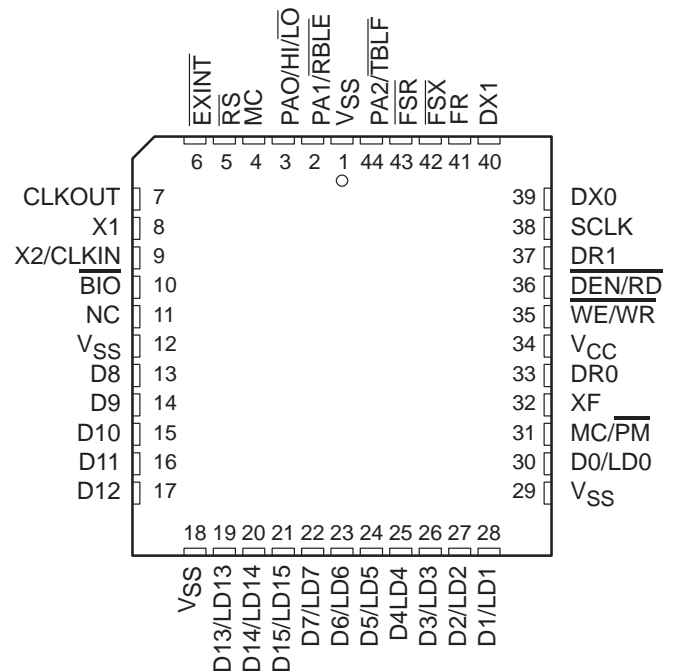 EXINT
RS
MC
PAO/HI/LO
PA1/RBLE
VSS
PA2/TBLF
FSR
FSX
FR
DX1
6 5 4 3 2 1 44 43 42 41 40
CLKOUT 7
X1 8
X2/CLKIN 9
BIO 10
NC 11
VSS 12
D8 13
D9 14
D10 15
D11 16
D12 17
39 DX0
38 SCLK
37 DR1
36 DEN/RD
35 WE/WR
34 VCC
33 DR0
32 XF
31 MC/PM
30 D0/LD0
29 VSS
18 19 20 21 22 23 24 25 26 27 28
VSS
D13/LD13
D14/LD14
D15/LD15
D7/LD7
D6/LD6
D5/LD5
D4LD4
D3/LD3
D2/LD2
D1/LD1